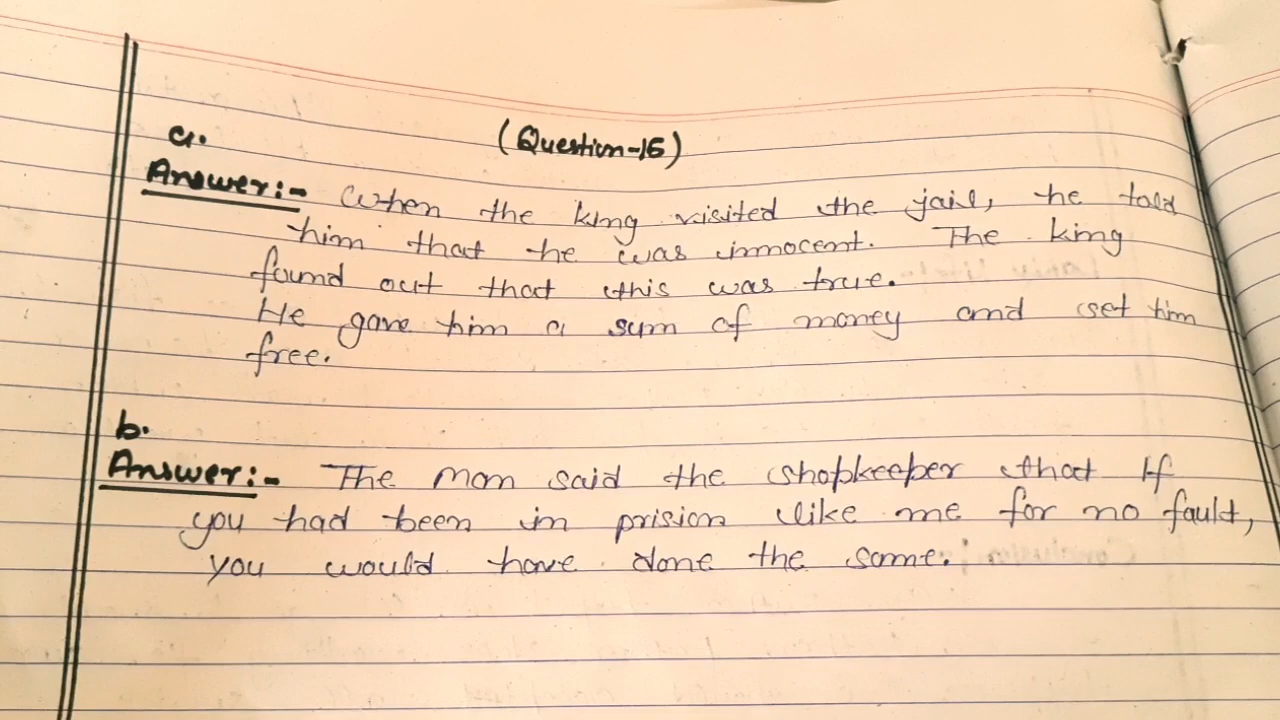 a.
(Question-16)
Answer:- When the king visited the jail, he told
him that he was innocent. The king
found out that this was true.
He gave him a sum of money and set him
free.
b.
Answer:- The man said the shopkeeper that If
you had been in prision like me for no fault,
you would have done the same.